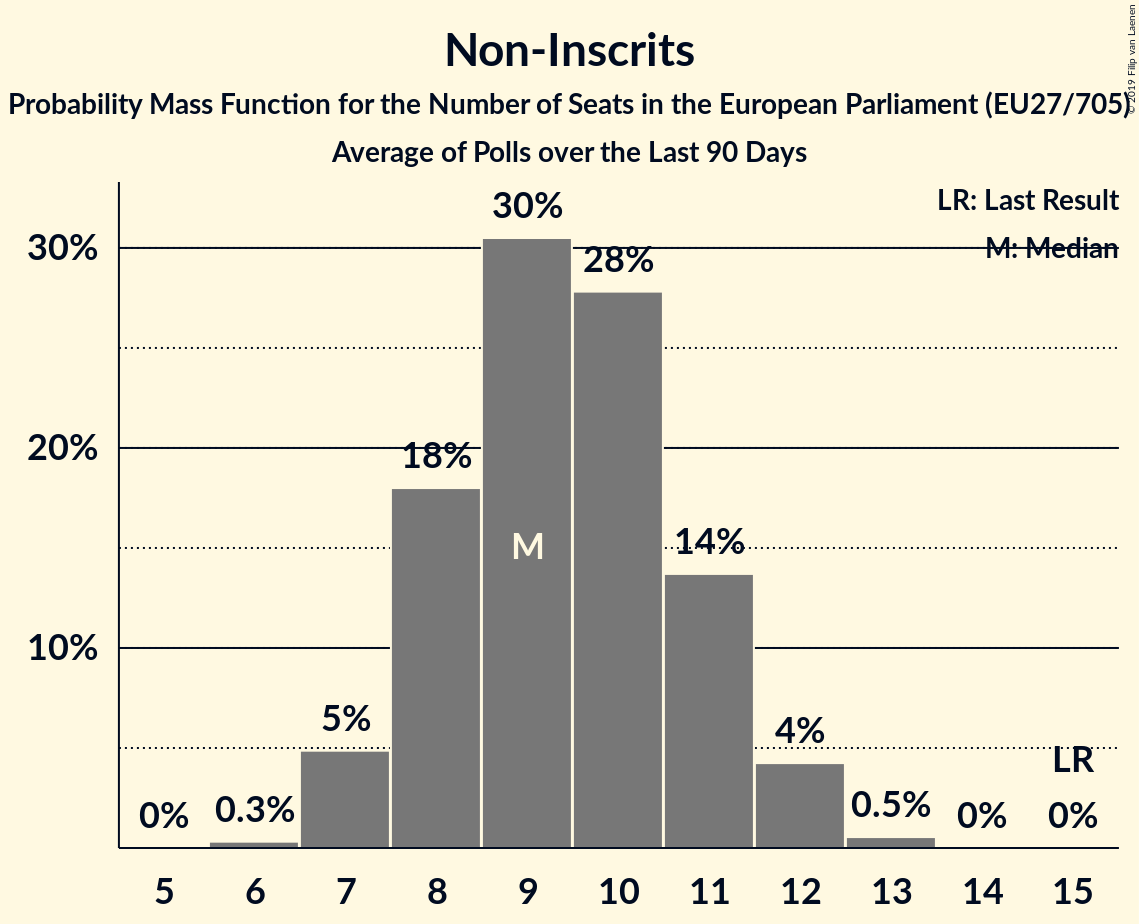 Non-Inscrits
Probability Mass Function for the Number of Seats in the European Parliament (EU27/705)
Average of Polls over the Last 90 Days
© 2019 Filip van Laenen
LR: Last Result
M: Median
30%
20%
10%
0%
0.3%
5%
18%
30%
M
28%
14%
4%
0.5%
0%
LR
0%
5 6 7 8 9 10 11 12 13 14 15